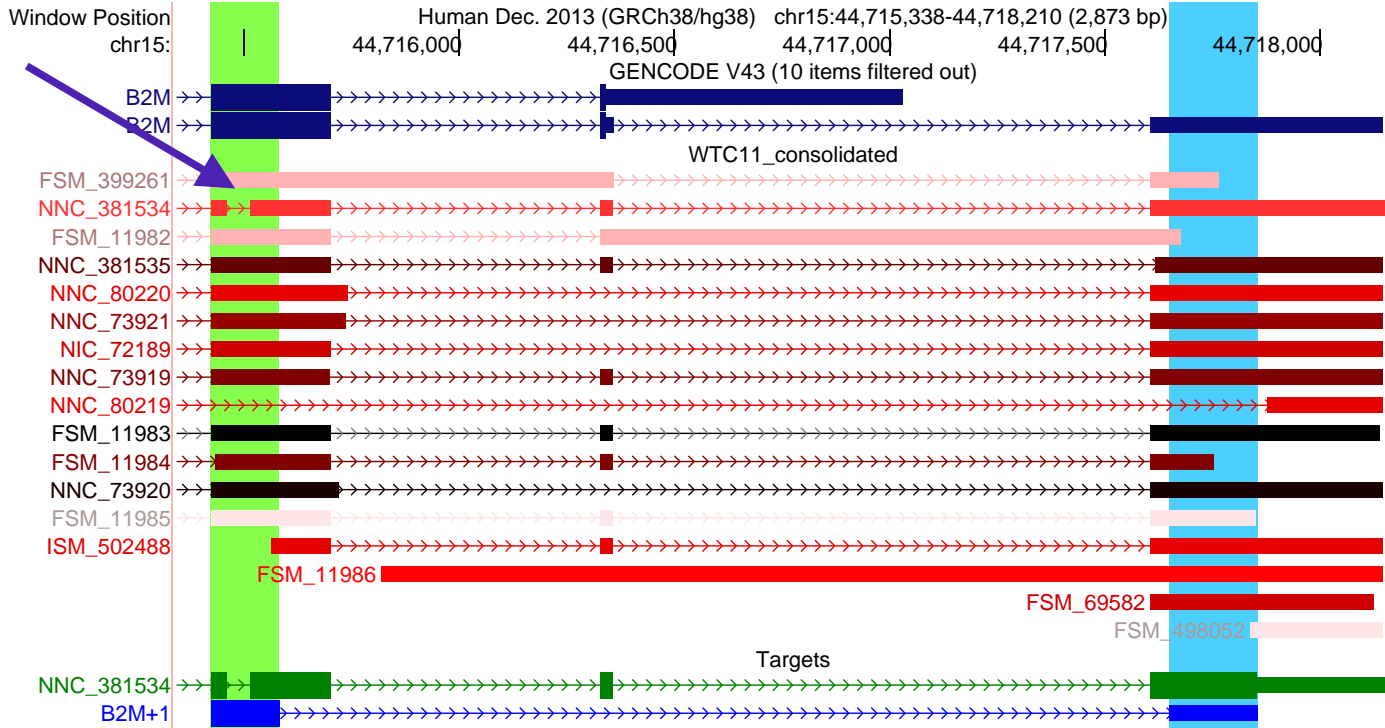 Window Position Human Dec. 2013 (GRCh38/hg38) chr15:44,715,338-44,718,210 (2,873 bp)
chr15: 44,716,000 44,716,500 44,717,000 44,717,500 44,718,000
GENCODE V43 (10 items filtered out)
B2M
B2M
WTC11_consolidated
FSM_399261
NNC_381534
FSM_11982
NNC_381535
NNC_80220
NNC_73921
NIC_72189
NNC_73919
NNC_80219
FSM_11983
FSM_11984
NNC_73920
FSM_11985
ISM_502488
FSM_11986
FSM_69582
FSM_498052
Targets
NNC_381534
B2M+1